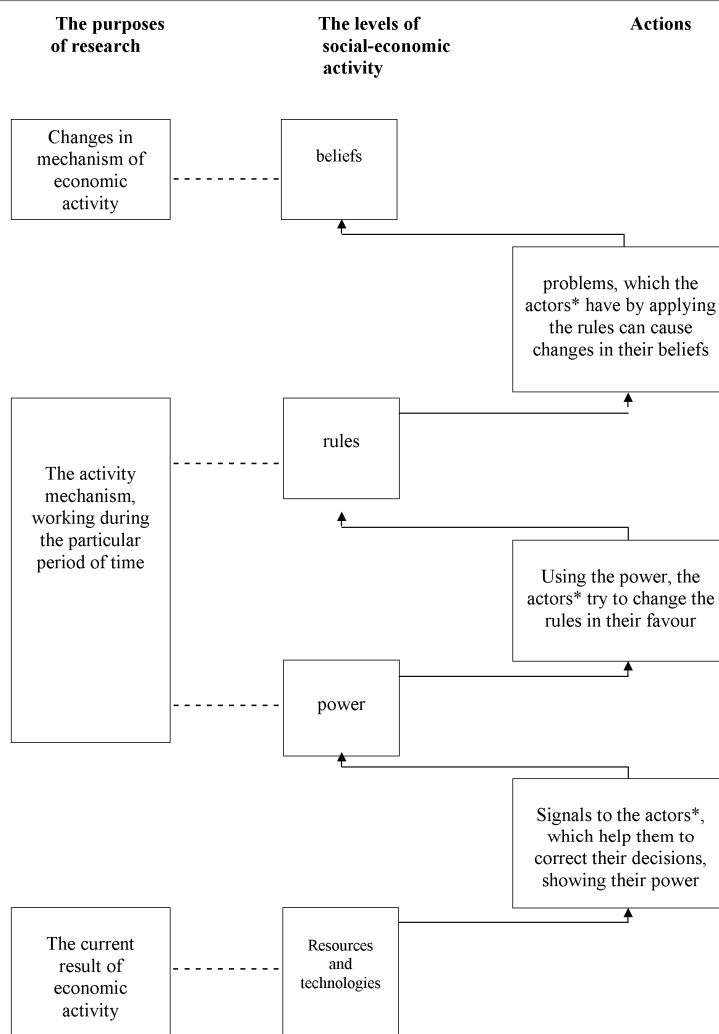 The purposes
of research
The levels of
social-economic
activity
Actions
Changes in
mechanism of
economic
activity
beliefs
problems, which the
actors* have by applying
the rules can cause
changes in their beliefs
The activity
mechanism,
working during
the particular
period of time
rules
Using the power, the
actors* try to change the
rules in their favour
power
Signals to the actors*,
which help them to
correct their decisions,
showing their power
The current
result of
economic
activity
Resources
and
technologies